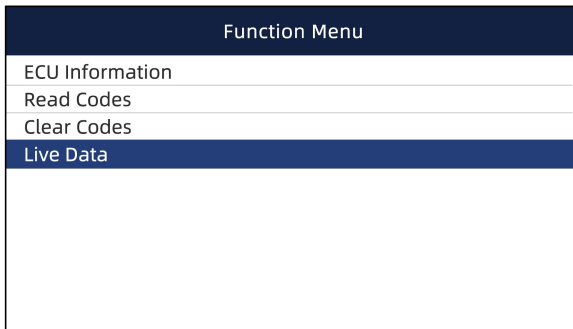 Function Menu
ECU Information
Read Codes
Clear Codes
Live Data